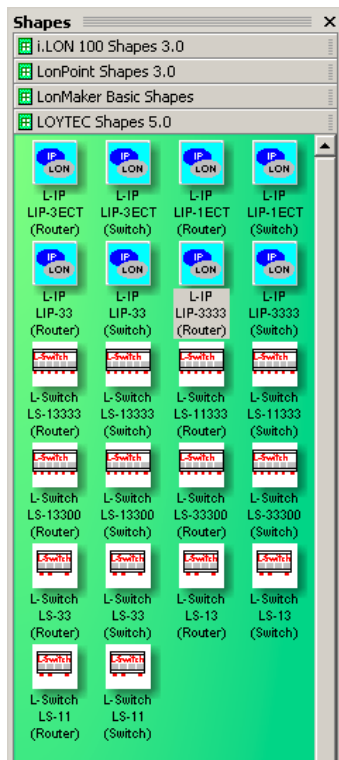 Shapes
i.LON 100 Shapes 3.0
LonPoint Shapes 3.0
LonMaker Basic Shapes
LOYTEC Shapes 5.0
IP LON IP LON IP LON IP LON
L-IP L-IP L-IP L-IP
LIP-3ECT LIP-3ECT LIP-1ECT LIP-1ECT
(Router) (Switch) (Router) (Switch)
IP LON IP LON IP LON IP LON
L-IP L-IP L-IP L-IP
LIP-33 LIP-33 LIP-3333 LIP-3333
(Router) (Switch) (Router) (Switch)
L-Switch L-Switch L-Switch L-Switch
L-Switch L-Switch L-Switch L-Switch
LS-13333 LS-13333 LS-11333 LS-11333
(Router) (Switch) (Router) (Switch)
L-Switch L-Switch L-Switch L-Switch
L-Switch L-Switch L-Switch L-Switch
LS-13300 LS-13300 LS-33300 LS-33300
(Router) (Switch) (Router) (Switch)
L-Switch L-Switch L-Switch L-Switch
L-Switch L-Switch L-Switch L-Switch
LS-33 LS-33 LS-13 LS-13
(Router) (Switch) (Router) (Switch)
L-Switch L-Switch
L-Switch L-Switch
LS-11 LS-11
(Router) (Switch)